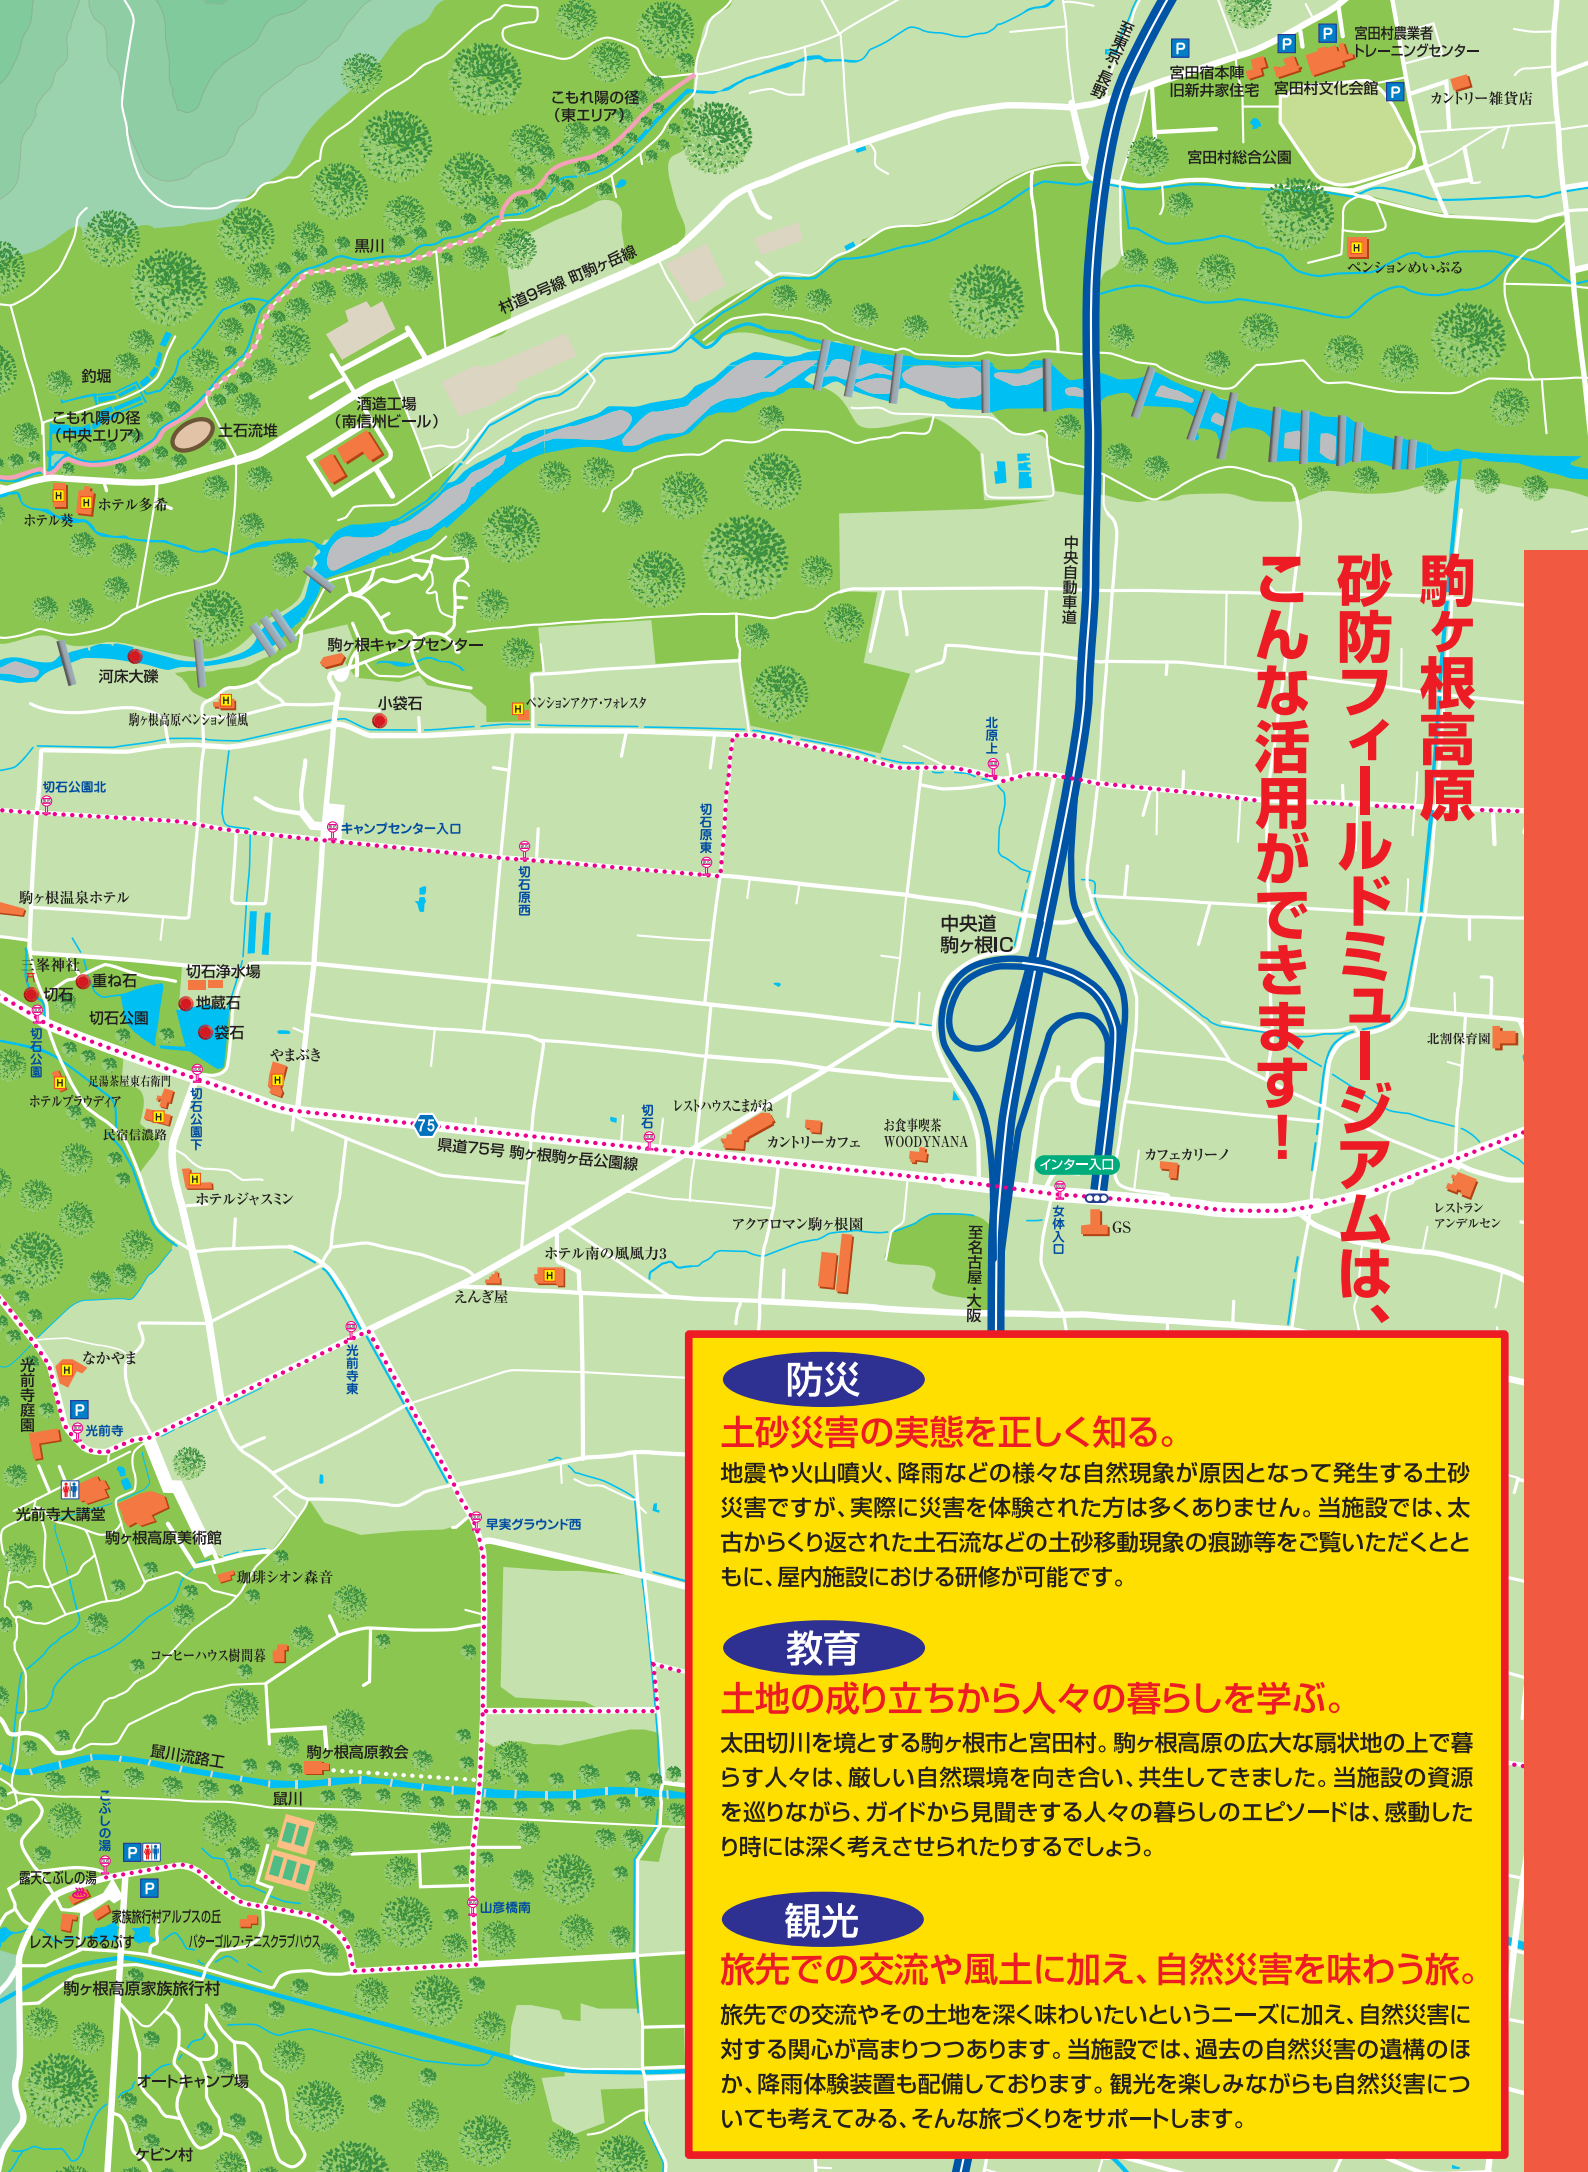 至東京・長野
宮田宿本陣
旧新井家住宅
宮田村文化会館
宮田村農業者
トレーニングセンター
カントリー雑貨店
宮田村総合公園
ペンションめいぷる
P
P
P
P
H
こもれ陽の径
（東エリア）
黒川
村道9号線 町駒ヶ岳線
釣堀
こもれ陽の径
（中央エリア）
土石流堆
酒造工場
（南信州ビール）
H
H
ホテル多希
ホテル葵
中央自動車道
駒ヶ根高原
砂防フィールドミュージアムは、
こんな活用ができます！
駒ヶ根キャンプセンター
河床大礫
H
駒ヶ根高原ペンション憧風
小袋石
H
ペンションアクア・フォレスタ
北原上
切石公園北
キャンプセンター入口
切石原西
切石原東
駒ヶ根温泉ホテル
中央道
駒ヶ根IC
三峯神社
重ね石
切石
切石浄水場
地蔵石
切石公園
袋石
切石公園
やまぶき
H
足湯茶屋東右衛門
H
ホテルプラウディア
H
民宿信濃路
切石公園下
H
ホテルジャスミン
75
県道75号 駒ヶ根駒ヶ岳公園線
切石
レストハウスこまがね
カントリーカフェ
お食事喫茶
WOODYNANA
インター入口
カフェカリーノ
北割保育園
レストラン
アンデルセン
女体入口
GS
アクアロマン駒ヶ根園
至名古屋・大阪
ホテル南の風風力3
H
えんぎ屋
光前寺東
なかやま
H
光前寺庭園
P
光前寺
光前寺大講堂
駒ヶ根高原美術館
早実グラウンド西
珈琲シオン森音
コーヒーハウス樹間暮
鼠川流路工
駒ヶ根高原教会
鼠川
こぶしの湯
P
P
露天こぶしの湯
家族旅行村アルプスの丘
レストランあるぷす
パターゴルフ・テニスクラブハウス
山彦橋南
駒ヶ根高原家族旅行村
オートキャンプ場
ケビン村
防災
土砂災害の実態を正しく知る。
地震や火山噴火、降雨などの様々な自然現象が原因となって発生する土砂
災害ですが、実際に災害を体験された方は多くありません。当施設では、太
古からくり返された土石流などの土砂移動現象の痕跡等をご覧いただくとと
もに、屋内施設における研修が可能です。
教育
土地の成り立ちから人々の暮らしを学ぶ。
太田切川を境とする駒ヶ根市と宮田村。駒ヶ根高原の広大な扇状地の上で暮
らす人々は、厳しい自然環境を向き合い、共生してきました。当施設の資源
を巡りながら、ガイドから見聞きする人々の暮らしのエピソードは、感動した
り時には深く考えさせられたりするでしょう。
観光
旅先での交流や風土に加え、自然災害を味わう旅。
旅先での交流やその土地を深く味わいたいというニーズに加え、自然災害に
対する関心が高まりつつあります。当施設では、過去の自然災害の遺構のほ
か、降雨体験装置も配備しております。観光を楽しみながらも自然災害につ
いても考えてみる、そんな旅づくりをサポートします。